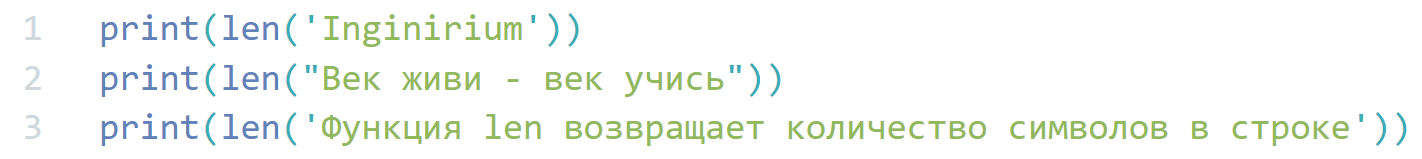 1 print(len('Inginirium'))
2 print(len("Век живи - век учись"))
3 print(len('Функция len возвращает количество символов в строке'))